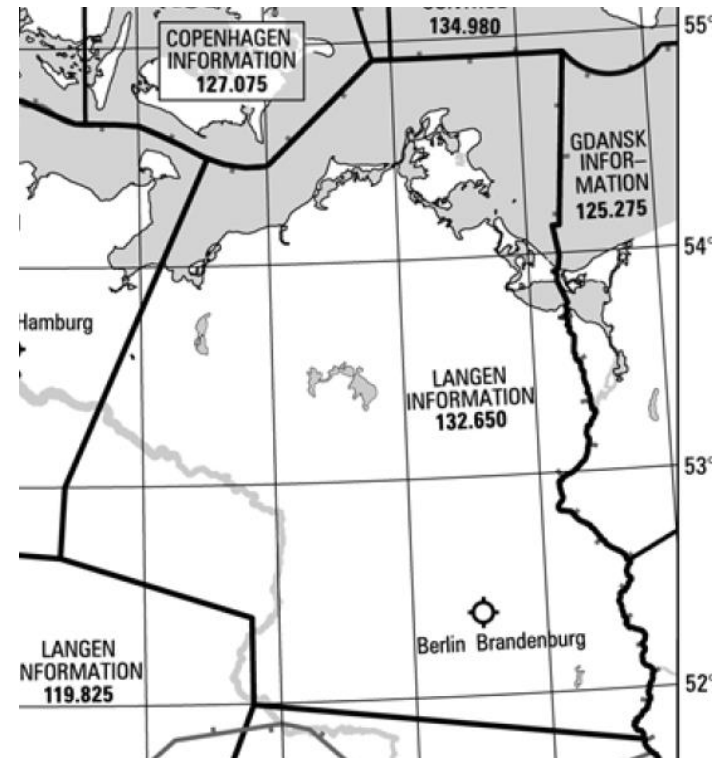 134.980
55°
COPENHAGEN
INFORMATION
127.075
GDANSK
INFOR–
MATION
125.275
54°
Hamburg
LANGEN
INFORMATION
132.650
53°
Berlin Brandenburg
LANGEN
NFORMATION
119.825
52°